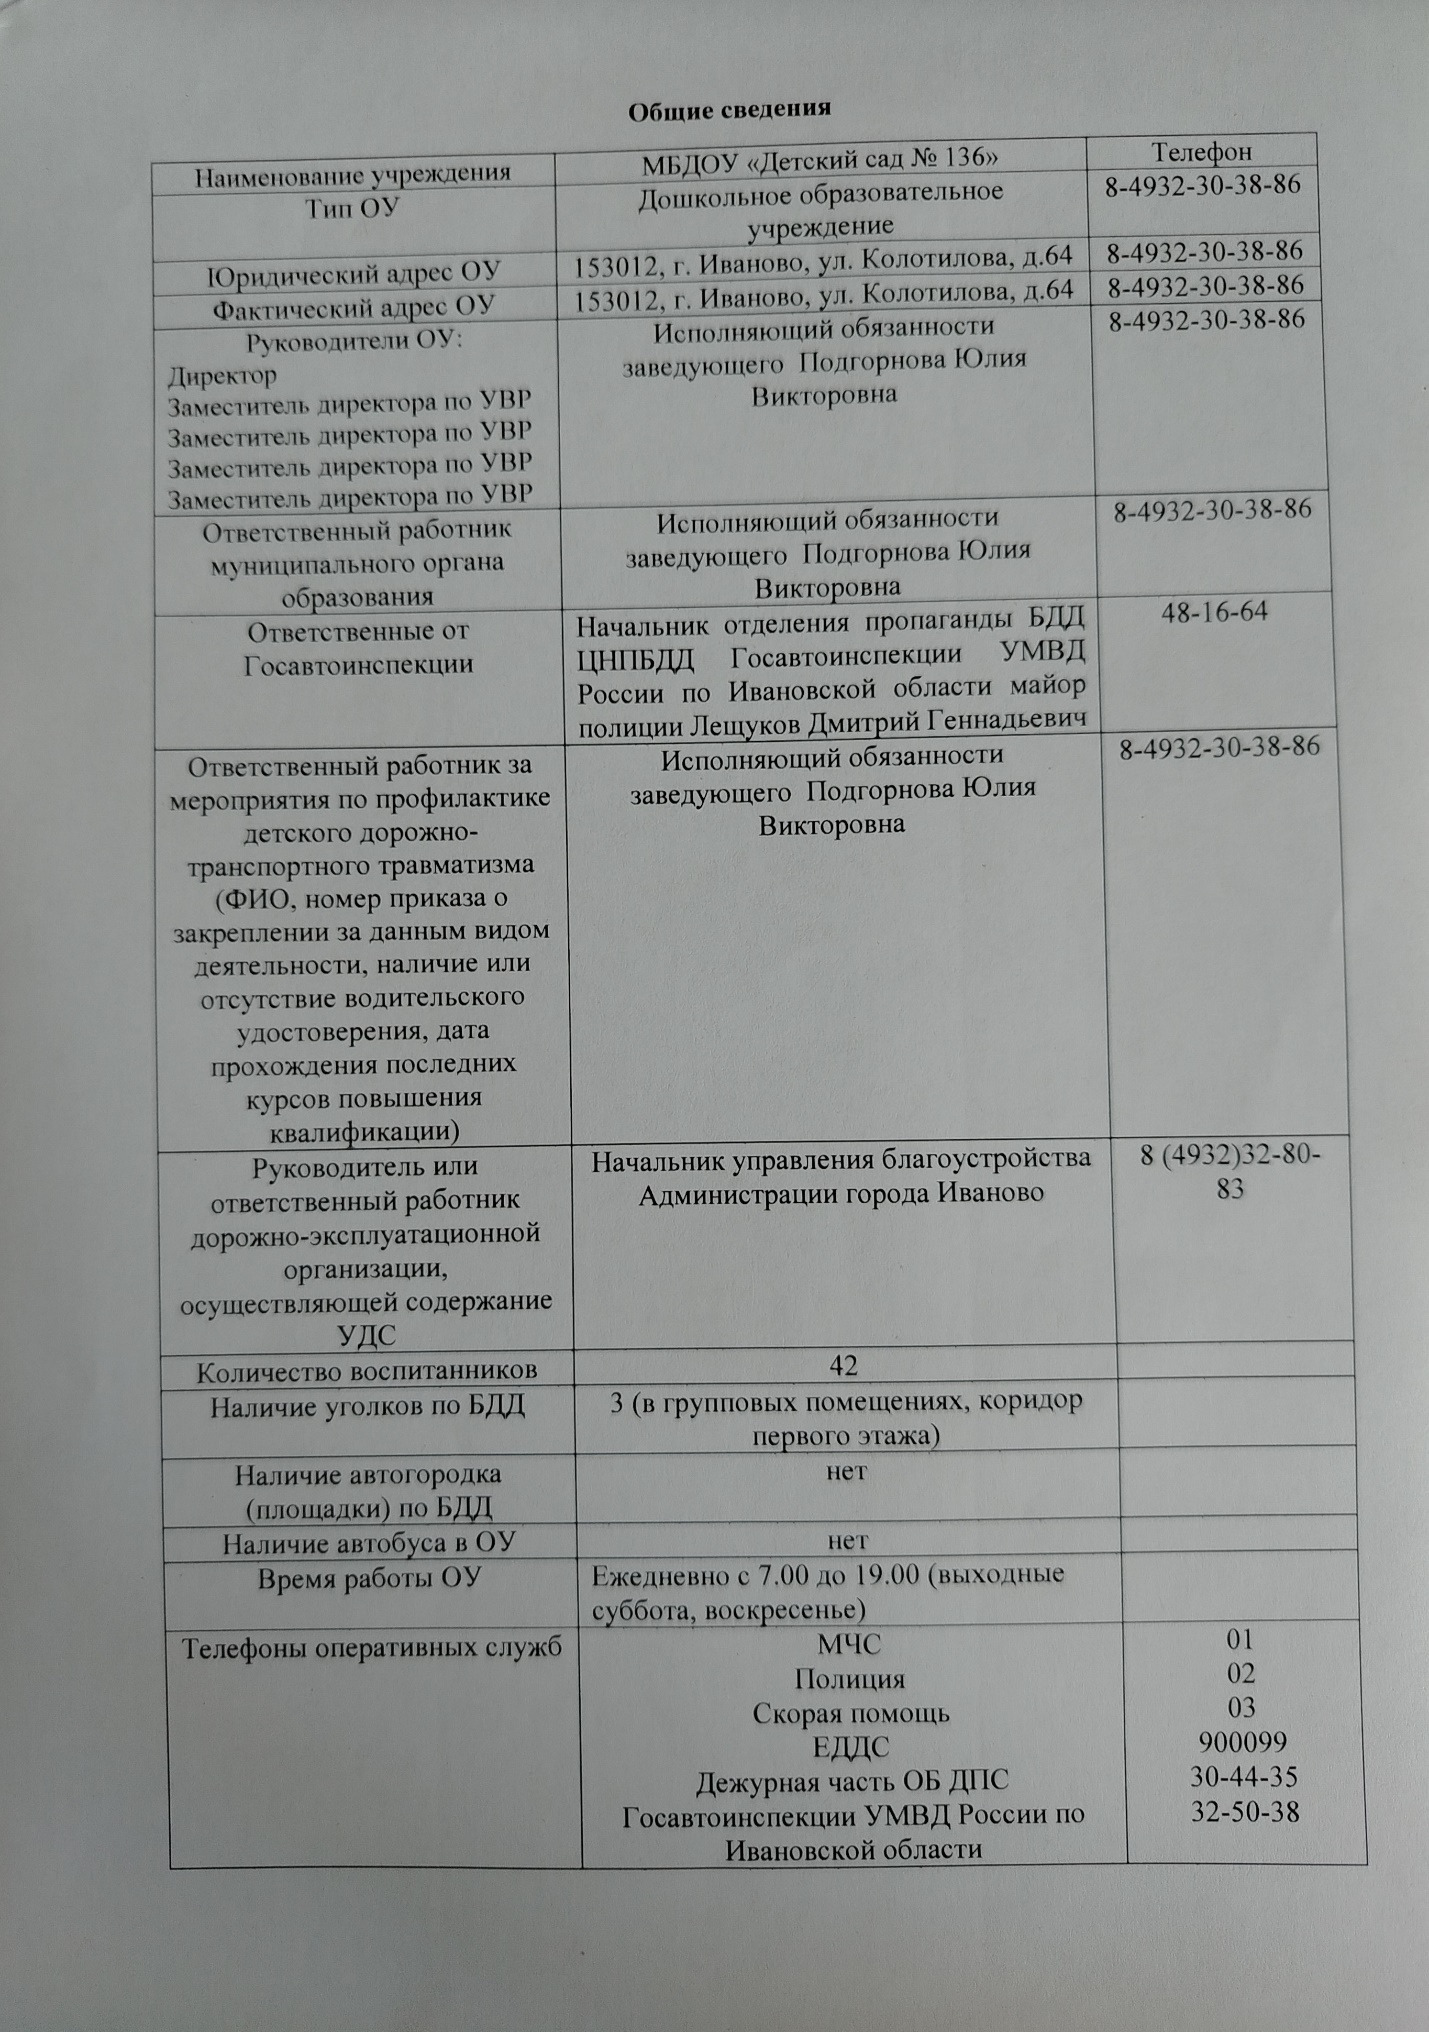 Общие сведения
Наименование учреждения
МБДОУ «Детский сад № 136»
Телефон
Тип ОУ
Дошкольное образовательное
учреждение
8-4932-30-38-86
Юридический адрес ОУ
153012, г. Иваново, ул. Колотилова, д.64
8-4932-30-38-86
Фактический адрес ОУ
153012, г. Иваново, ул. Колотилова, д.64
8-4932-30-38-86
Руководители ОУ:
Директор
Заместитель директора по УВР
Заместитель директора по УВР
Заместитель директора по УВР
Заместитель директора по УВР
Исполняющий обязанности
заведующего Подгорнова Юлия
Викторовна
8-4932-30-38-86
Ответственный работник
муниципального органа
образования
Исполняющий обязанности
заведующего Подгорнова Юлия
Викторовна
8-4932-30-38-86
Ответственные от
Госавтоинспекции
Начальник отделения пропаганды БДД
ЦНПБДД Госавтоинспекции УМВД
России по Ивановской области майор
полиции Лещуков Дмитрий Геннадьевич
48-16-64
Ответственный работник за
мероприятия по профилактике
детского дорожно-
транспортного травматизма
(ФИО, номер приказа о
закреплении за данным видом
деятельности, наличие или
отсутствие водительского
удостоверения, дата
прохождения последних
курсов повышения
квалификации)
Исполняющий обязанности
заведующего Подгорнова Юлия
Викторовна
8-4932-30-38-86
Руководитель или
ответственный работник
дорожно-эксплуатационной
организации,
осуществляющей содержание
УДС
Начальник управления благоустройства
Администрации города Иваново
8 (4932)32-80-
83
Количество воспитанников
42
Наличие уголков по БДД
3 (в групповых помещениях, коридор
первого этажа)
Наличие автогородка
(площадки) по БДД
нет
Наличие автобуса в ОУ
нет
Время работы ОУ
Ежедневно с 7.00 до 19.00 (выходные
суббота, воскресенье)
Телефоны оперативных служб
МЧС
Полиция
Скорая помощь
ЕДДС
Дежурная часть ОБ ДПС
Госавтоинспекции УМВД России по
Ивановской области
01
02
03
900099
30-44-35
32-50-38